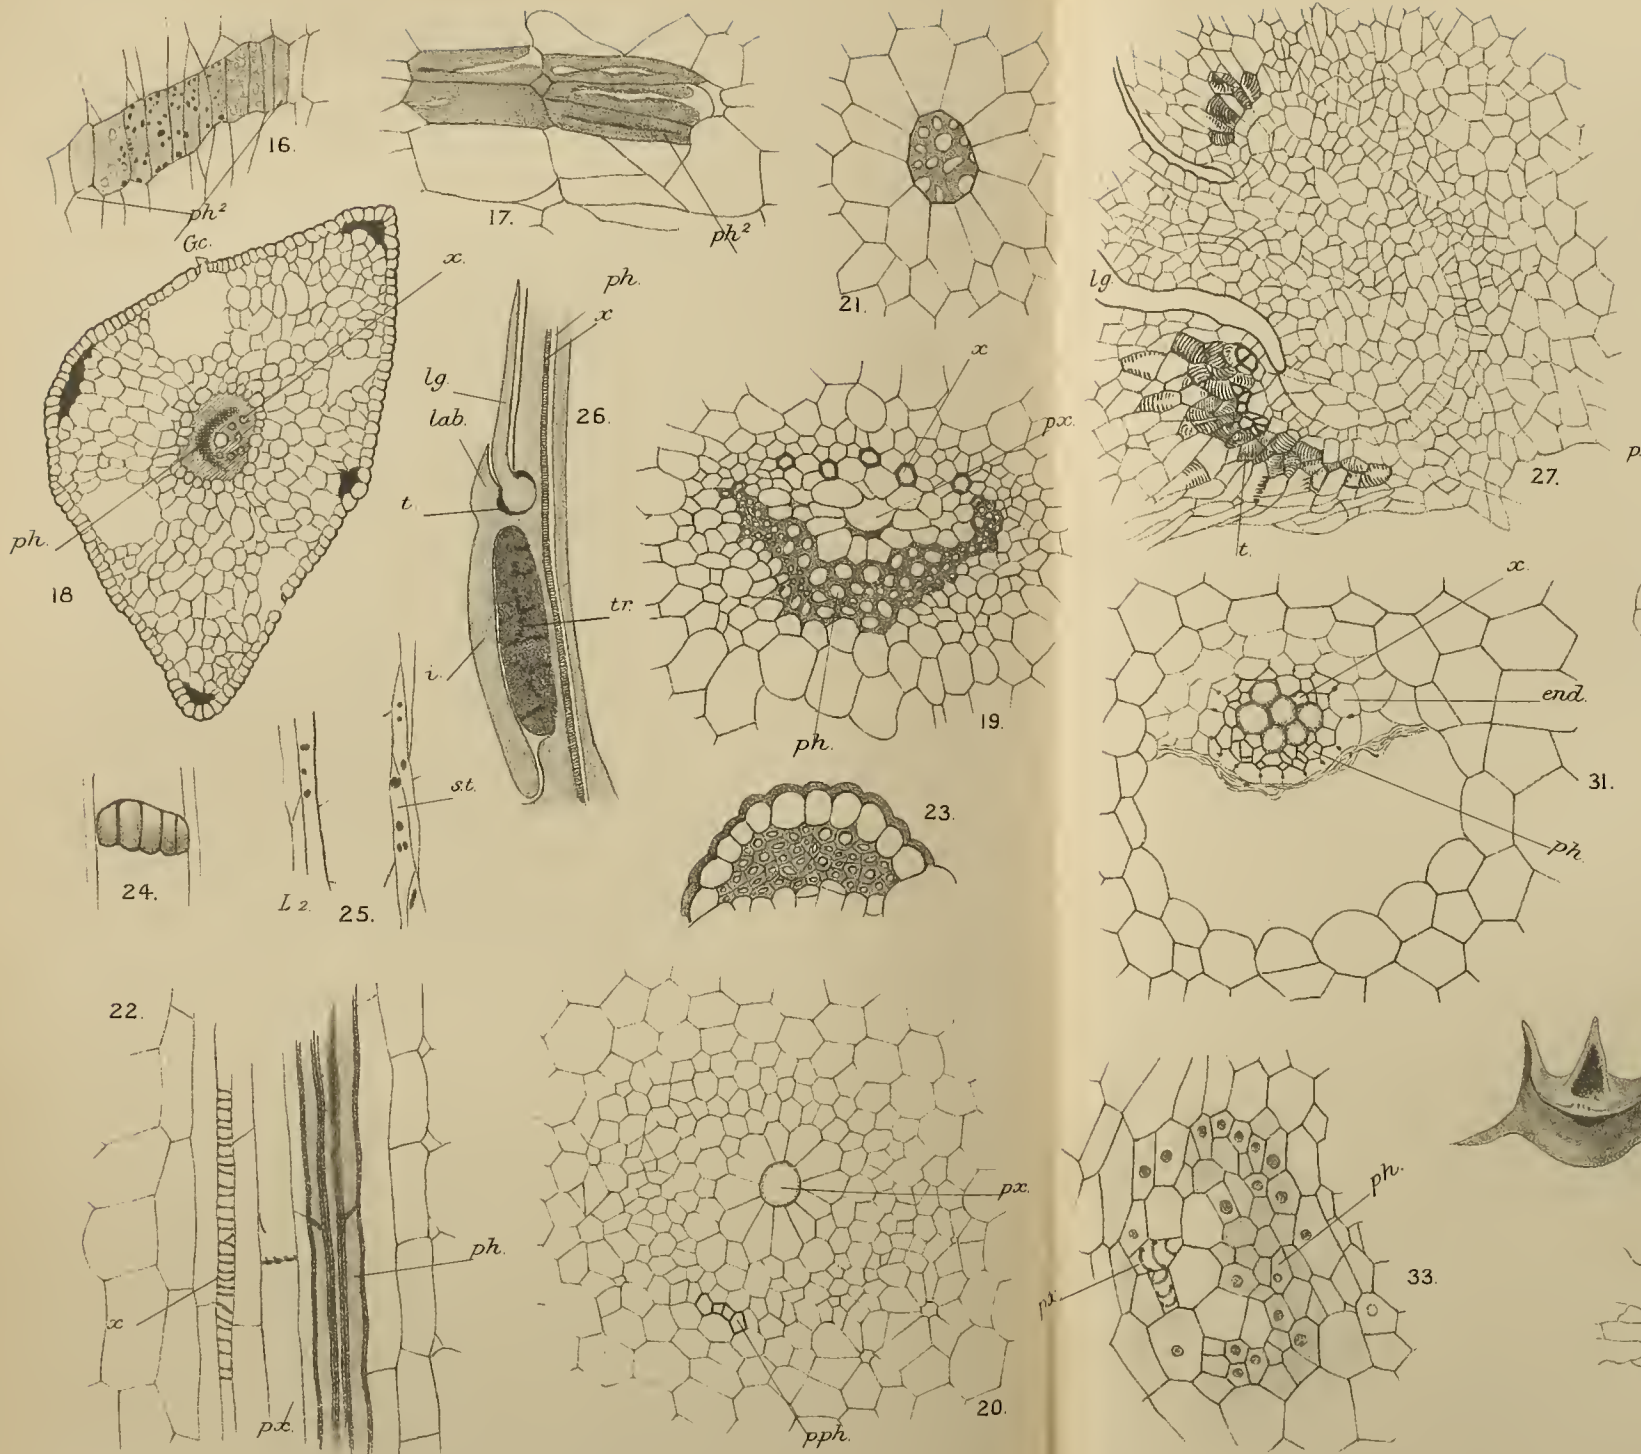 16.
ph²
17.
ph²
21.
lg.
27.
t.
G.c.
x.
ph.
18
ph.
x
lg.
lab.
26.
t.
tr.
i.
x
px.
ph.
19.
x.
end.
31.
ph.
24.
L 2.
25.
s.t.
23.
22.
x
px.
ph.
px.
20.
pph.
ph.
33.
px.